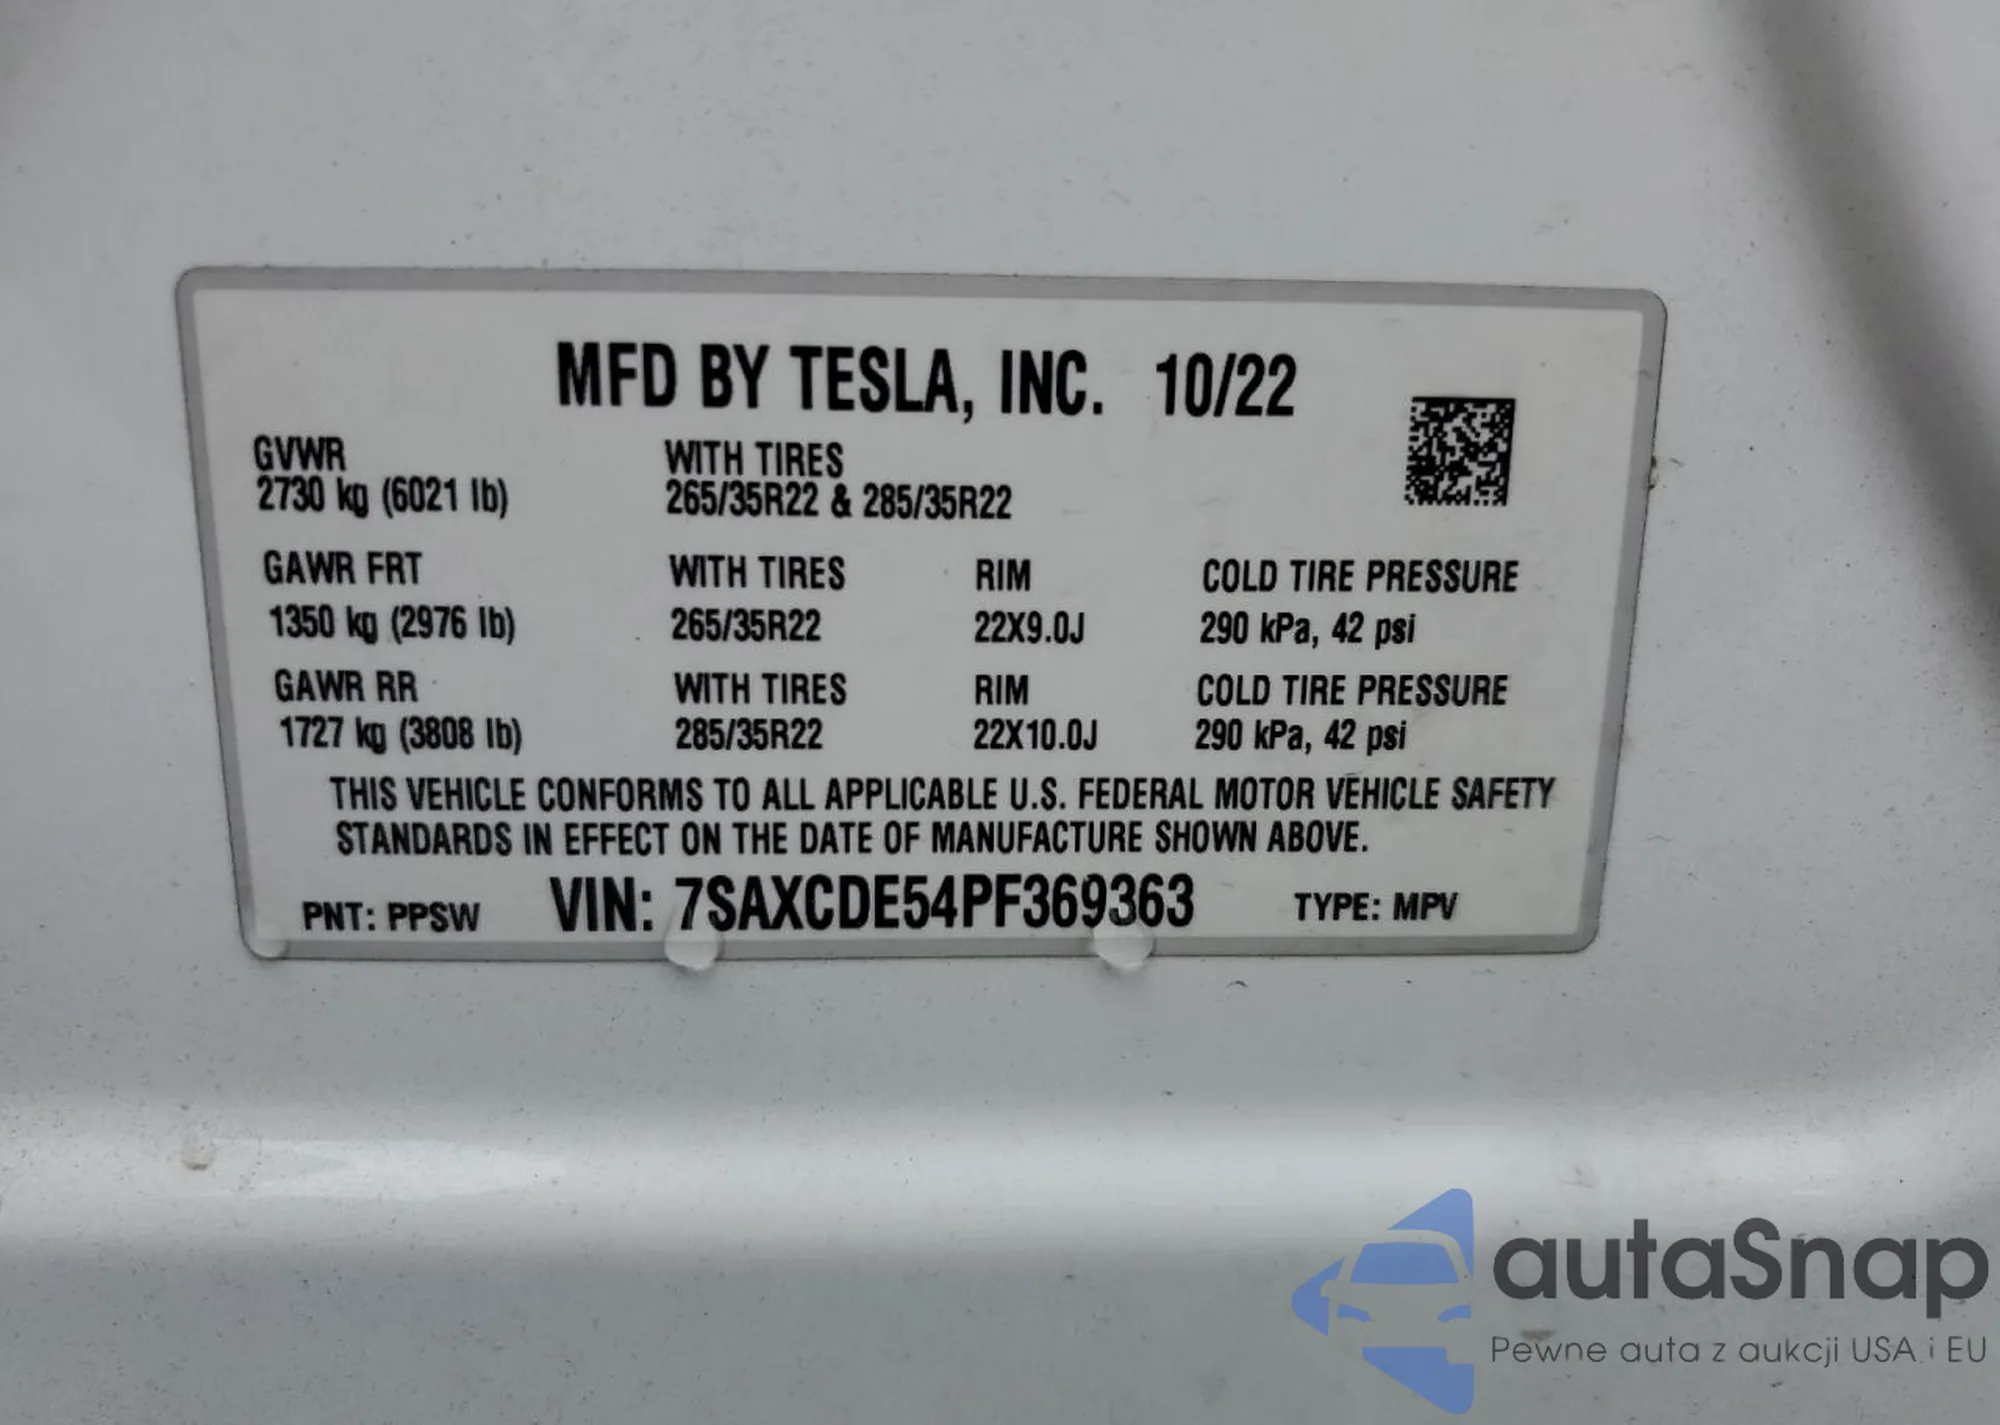 MFD BY TESLA, INC. 10/22
GVWR WITH TIRES
2730 kg (6021 lb) 265/35R22 & 285/35R22
GAWR FRT WITH TIRES RIM COLD TIRE PRESSURE
1350 kg (2976 lb) 265/35R22 22X9.0J 290 kPa, 42 psi
GAWR RR WITH TIRES RIM COLD TIRE PRESSURE
1727 kg (3808 lb) 285/35R22 22X10.0J 290 kPa, 42 psi
THIS VEHICLE CONFORMS TO ALL APPLICABLE U.S. FEDERAL MOTOR VEHICLE SAFETY
STANDARDS IN EFFECT ON THE DATE OF MANUFACTURE SHOWN ABOVE.
PNT: PPSW VIN: 7SAXCDE54PF369363 TYPE: MPV
autaSnap
Pewne auta z aukcji USA i EU